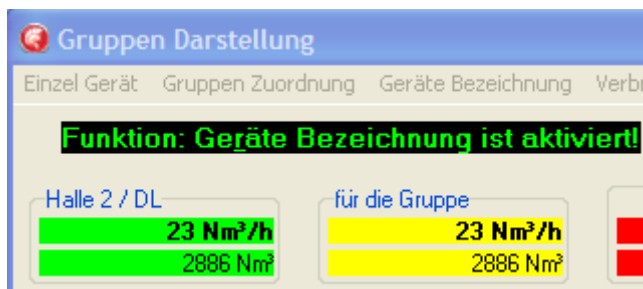 Gruppen Darstellung
Einzel Gerät Gruppen Zuordnung Geräte Bezeichnung
Funktion: Geräte Bezeichnung ist aktiviert!
Halle 2 / DL für die Gruppe
23 Nm³/h 23 Nm³/h
2886 Nm³ 2886 Nm³